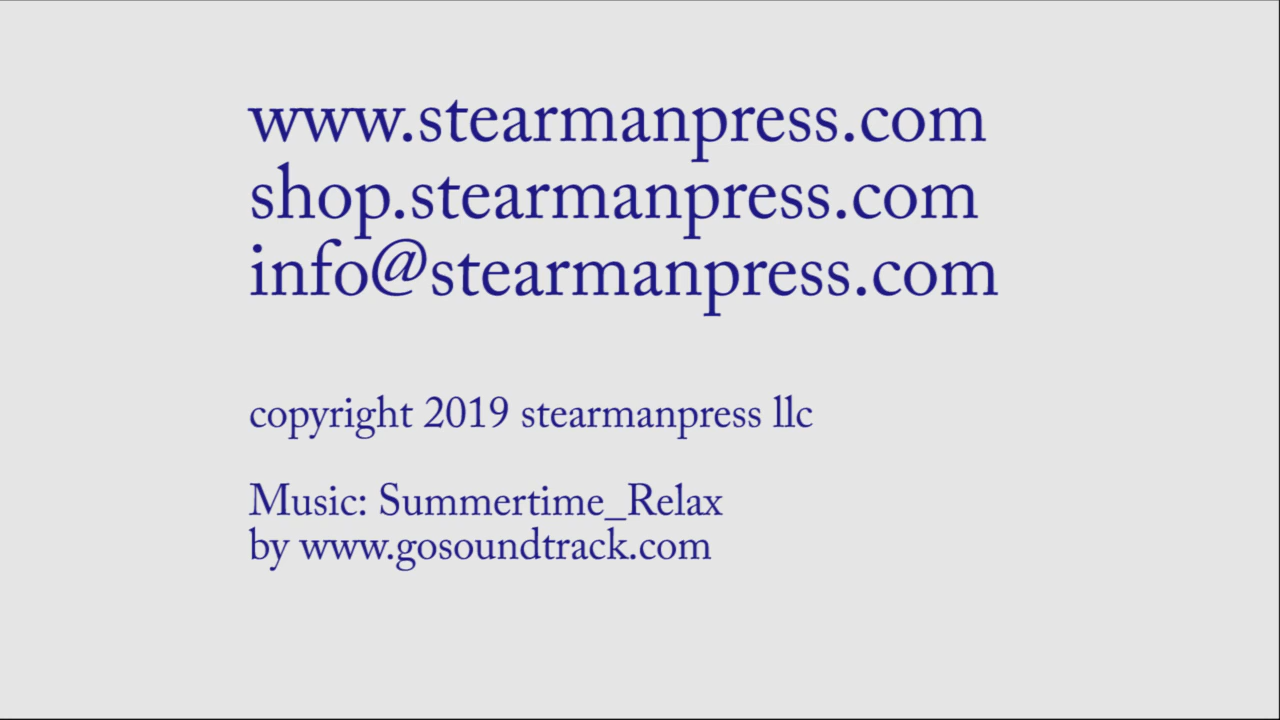 www.stearmanpress.com
shop.stearmanpress.com
info@stearmanpress.com
copyright 2019 stearmanpress llc
Music: Summertime_Relax
by www.gosoundtrack.com